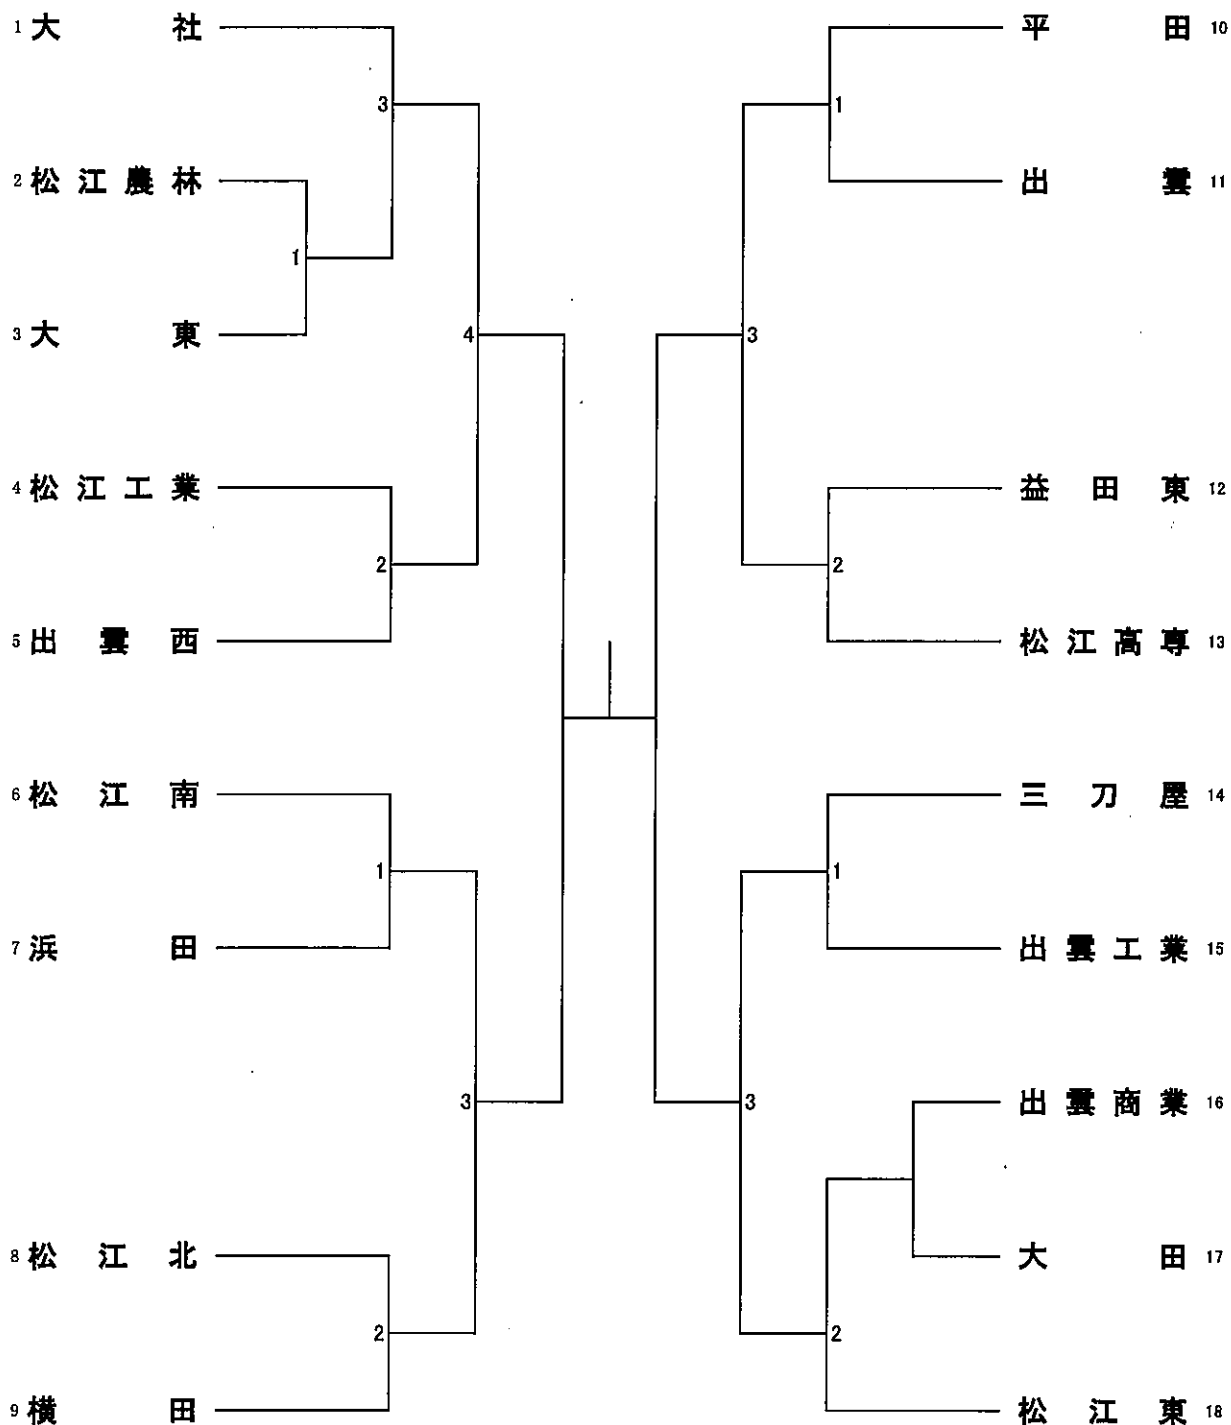 1 大社
平田 10
3
1
2 松江農林
出雲 11
1
3 大東
4
3
4 松江工業
益田東 12
2
2
5 出雲西
松江高専 13
6 松江南
三刀屋 14
1
1
7 浜田
出雲工業 15
3
3
出雲商業 16
8 松江北
大田 17
2
2
9 横田
松江東 18